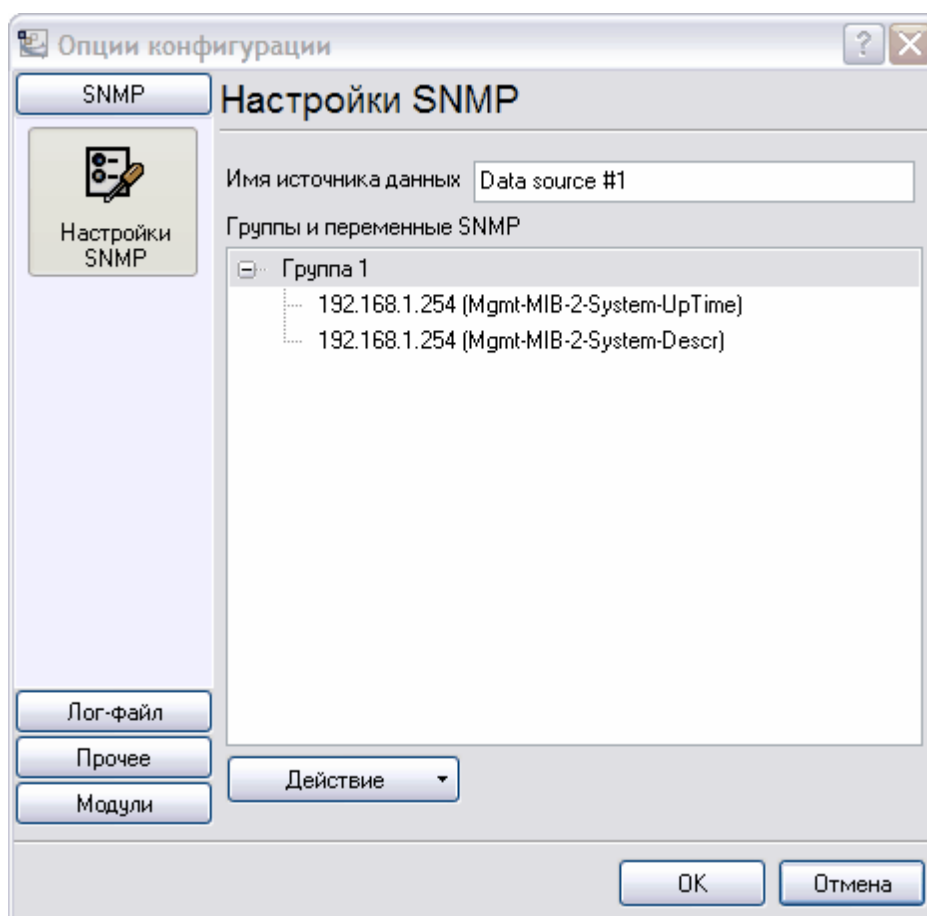 Опции конфигурации
SNMP
Настройки SNMP
Настройки
SNMP
Имя источника данных Data source #1
Группы и переменные SNMP
Группа 1
192.168.1.254 (Mgmt-MIB-2-System-UpTime)
192.168.1.254 (Mgmt-MIB-2-System-Descr)
Лог-файл
Прочее
Модули
Действие
OK
Отмена